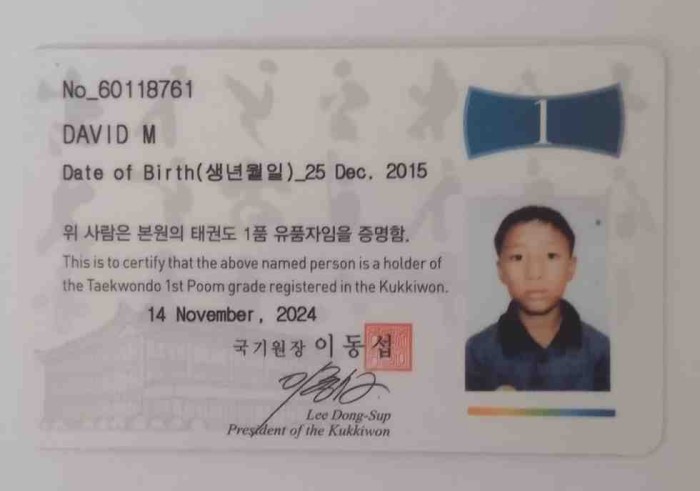 No_60118761
1
DAVID M
Date of Birth(생년월일)_25 Dec. 2015
위 사람은 본원의 태권도 1품 유품자임을 증명함.
This is to certify that the above named person is a holder of
the Taekwondo 1st Poom grade registered in the Kukkiwon.
14 November, 2024
국기원장 이동섭
Lee Dong-Sup
President of the Kukkiwon